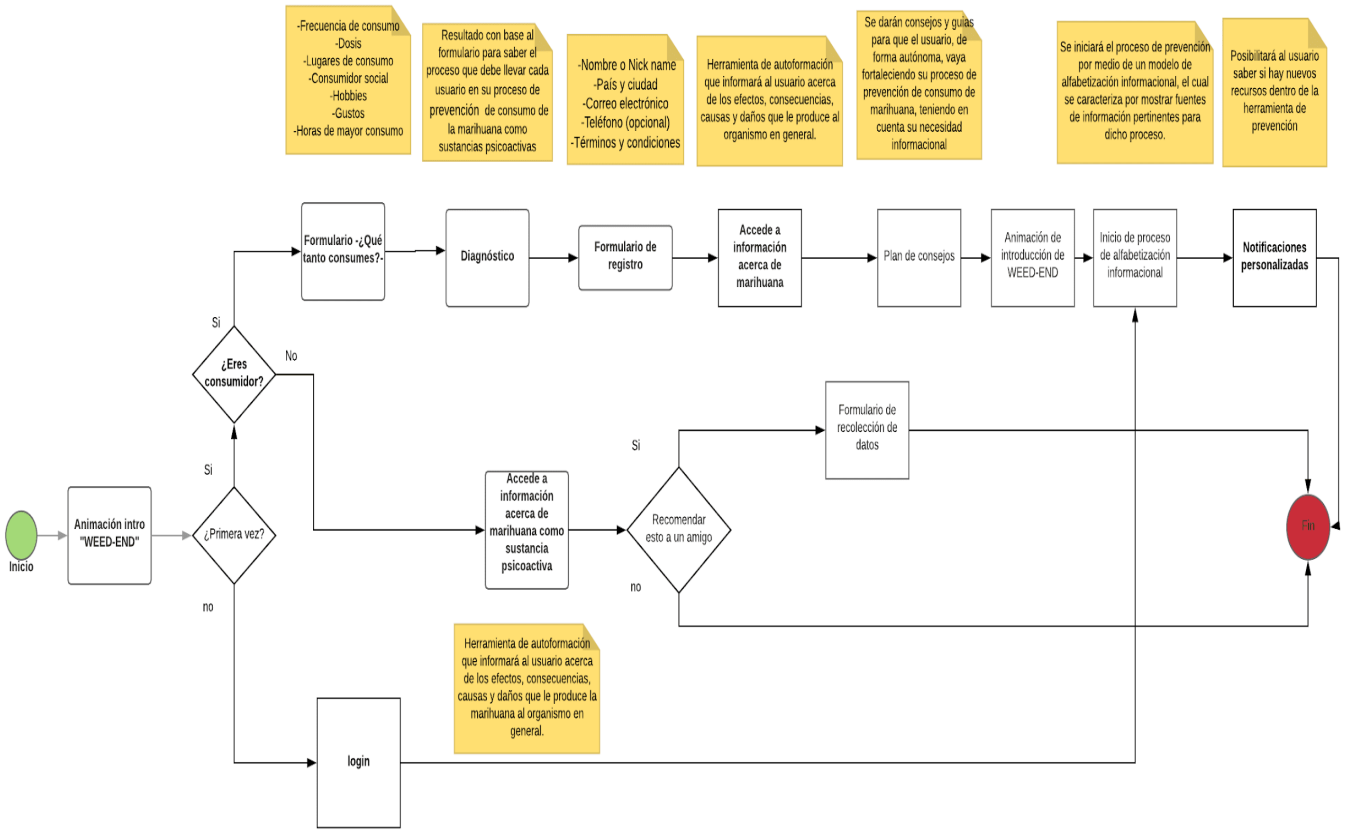 -Frecuencia de consumo
-Dosis
-Lugares de consumo
-Consumidor social
-Hobbies
-Gustos
-Horas de mayor consumo
Resultado con base al
formulario para saber el
proceso que debe llevar cada
usuario en su proceso de
prevención de consumo de
la marihuana como
sustancias psicoactivas
-Nombre o Nick name
-País y ciudad
-Correo electrónico
-Teléfono (opcional)
-Términos y condiciones
Herramienta de autoformación
que informará al usuario acerca
de los efectos, consecuencias,
causas y daños que le produce al
organismo en general.
Se darán consejos y guías
para que el usuario, de
forma autónoma, vaya
fortaleciendo su proceso de
prevención de consumo de
marihuana, teniendo en
cuenta su necesidad
informacional
Se iniciará el proceso de prevención
por medio de un modelo de
alfabetización informacional, el cual
se caracteriza por mostrar fuentes
de información pertinentes para
dicho proceso.
Posibilitará al usuario
saber si hay nuevos
recursos dentro de la
herramienta de
prevención
Formulario -¿Qué
tanto consumes?-
Diagnóstico
Formulario de
registro
Accede a
información
acerca de
marihuana
Plan de consejos
Animación de
introducción de
WEED-END
Inicio de proceso
de alfabetización
informacional
Notificaciones
personalizadas
Si
¿Eres
consumidor?
No
Formulario de
recolección de
datos
Si
Si
Accede a
información
acerca de
marihuana como
sustancia
psicoactiva
Recomendar
esto a un amigo
Inicio
Animación intro
"WEED-END"
¿Primera vez?
Fin
no
no
Herramienta de autoformación
que informará al usuario acerca
de los efectos, consecuencias,
causas y daños que le produce la
marihuana al organismo en
general.
login